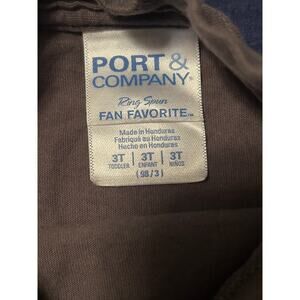 PORT &
COMPANY®
Ring Spun
FAN FAVORITE™
Made in Honduras
Fabriqué au Honduras
Hecho en Honduras
3T | 3T | 3T
TODDLER | ENFANT | NIÑOS
(98/3)